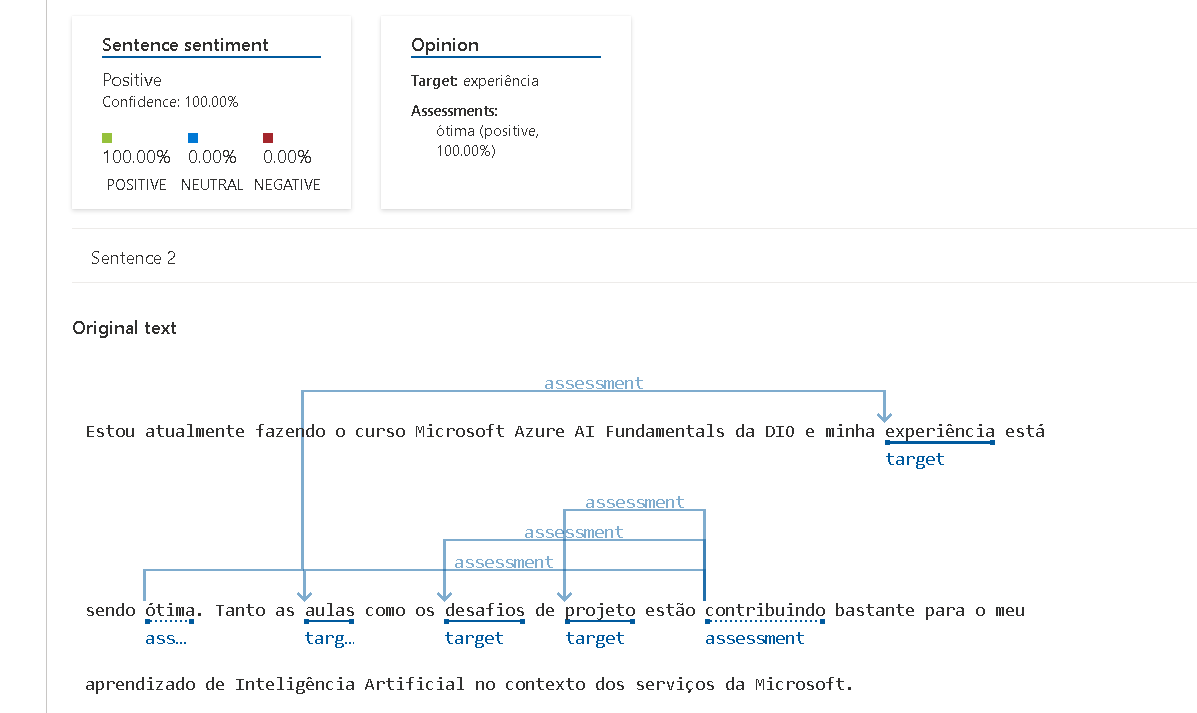 Sentence sentiment
Positive
Confidence: 100.00%
100.00% 0.00% 0.00%
POSITIVE NEUTRAL NEGATIVE
Opinion
Target: experiência
Assessments:
ótima (positive,
100.00%)
Sentence 2
Original text
assessment
Estou atualmente fazendo o curso Microsoft Azure AI Fundamentals da DIO e minha experiência está
target
assessment
assessment
assessment
sendo ótima. Tanto as aulas como os desafios de projeto estão contribuindo bastante para o meu
ass… targ… target target assessment
aprendizado de Inteligência Artificial no contexto dos serviços da Microsoft.